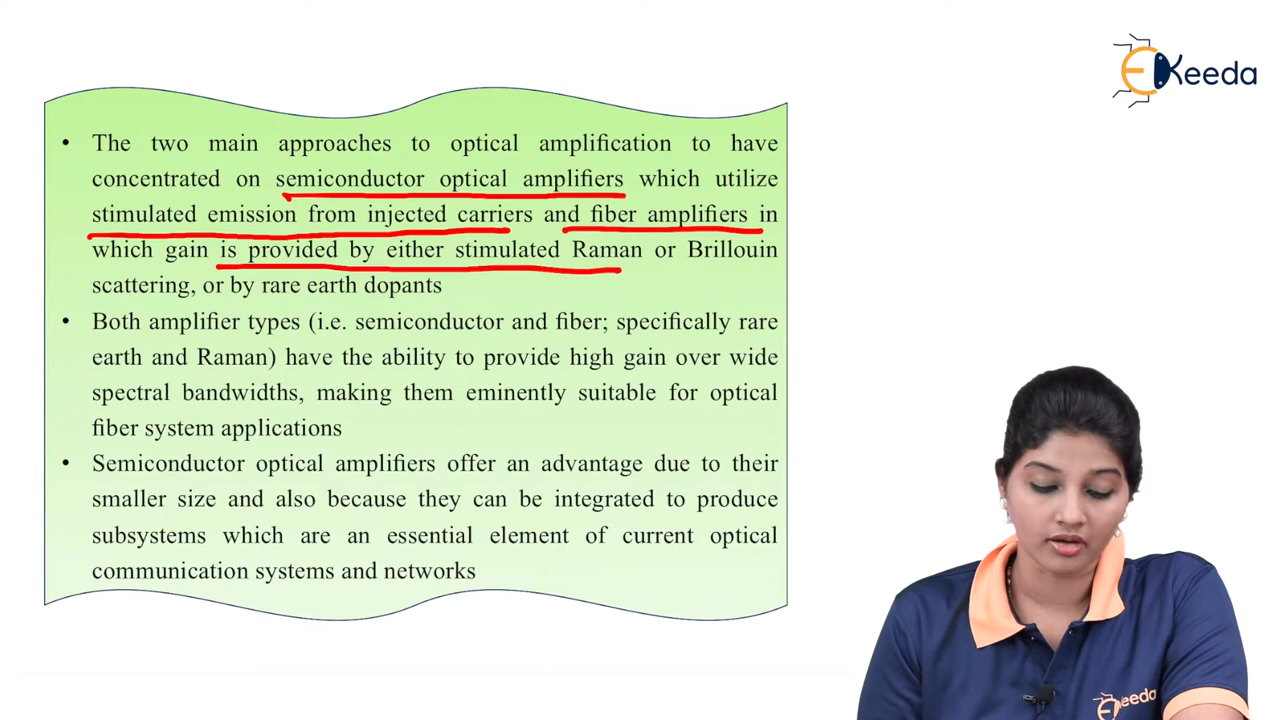 EKeeda
• The two main approaches to optical amplification to have
concentrated on semiconductor optical amplifiers which utilize
stimulated emission from injected carriers and fiber amplifiers in
which gain is provided by either stimulated Raman or Brillouin
scattering, or by rare earth dopants
• Both amplifier types (i.e. semiconductor and fiber; specifically rare
earth and Raman) have the ability to provide high gain over wide
spectral bandwidths, making them eminently suitable for optical
fiber system applications
• Semiconductor optical amplifiers offer an advantage due to their
smaller size and also because they can be integrated to produce
subsystems which are an essential element of current optical
communication systems and networks
EKeeda